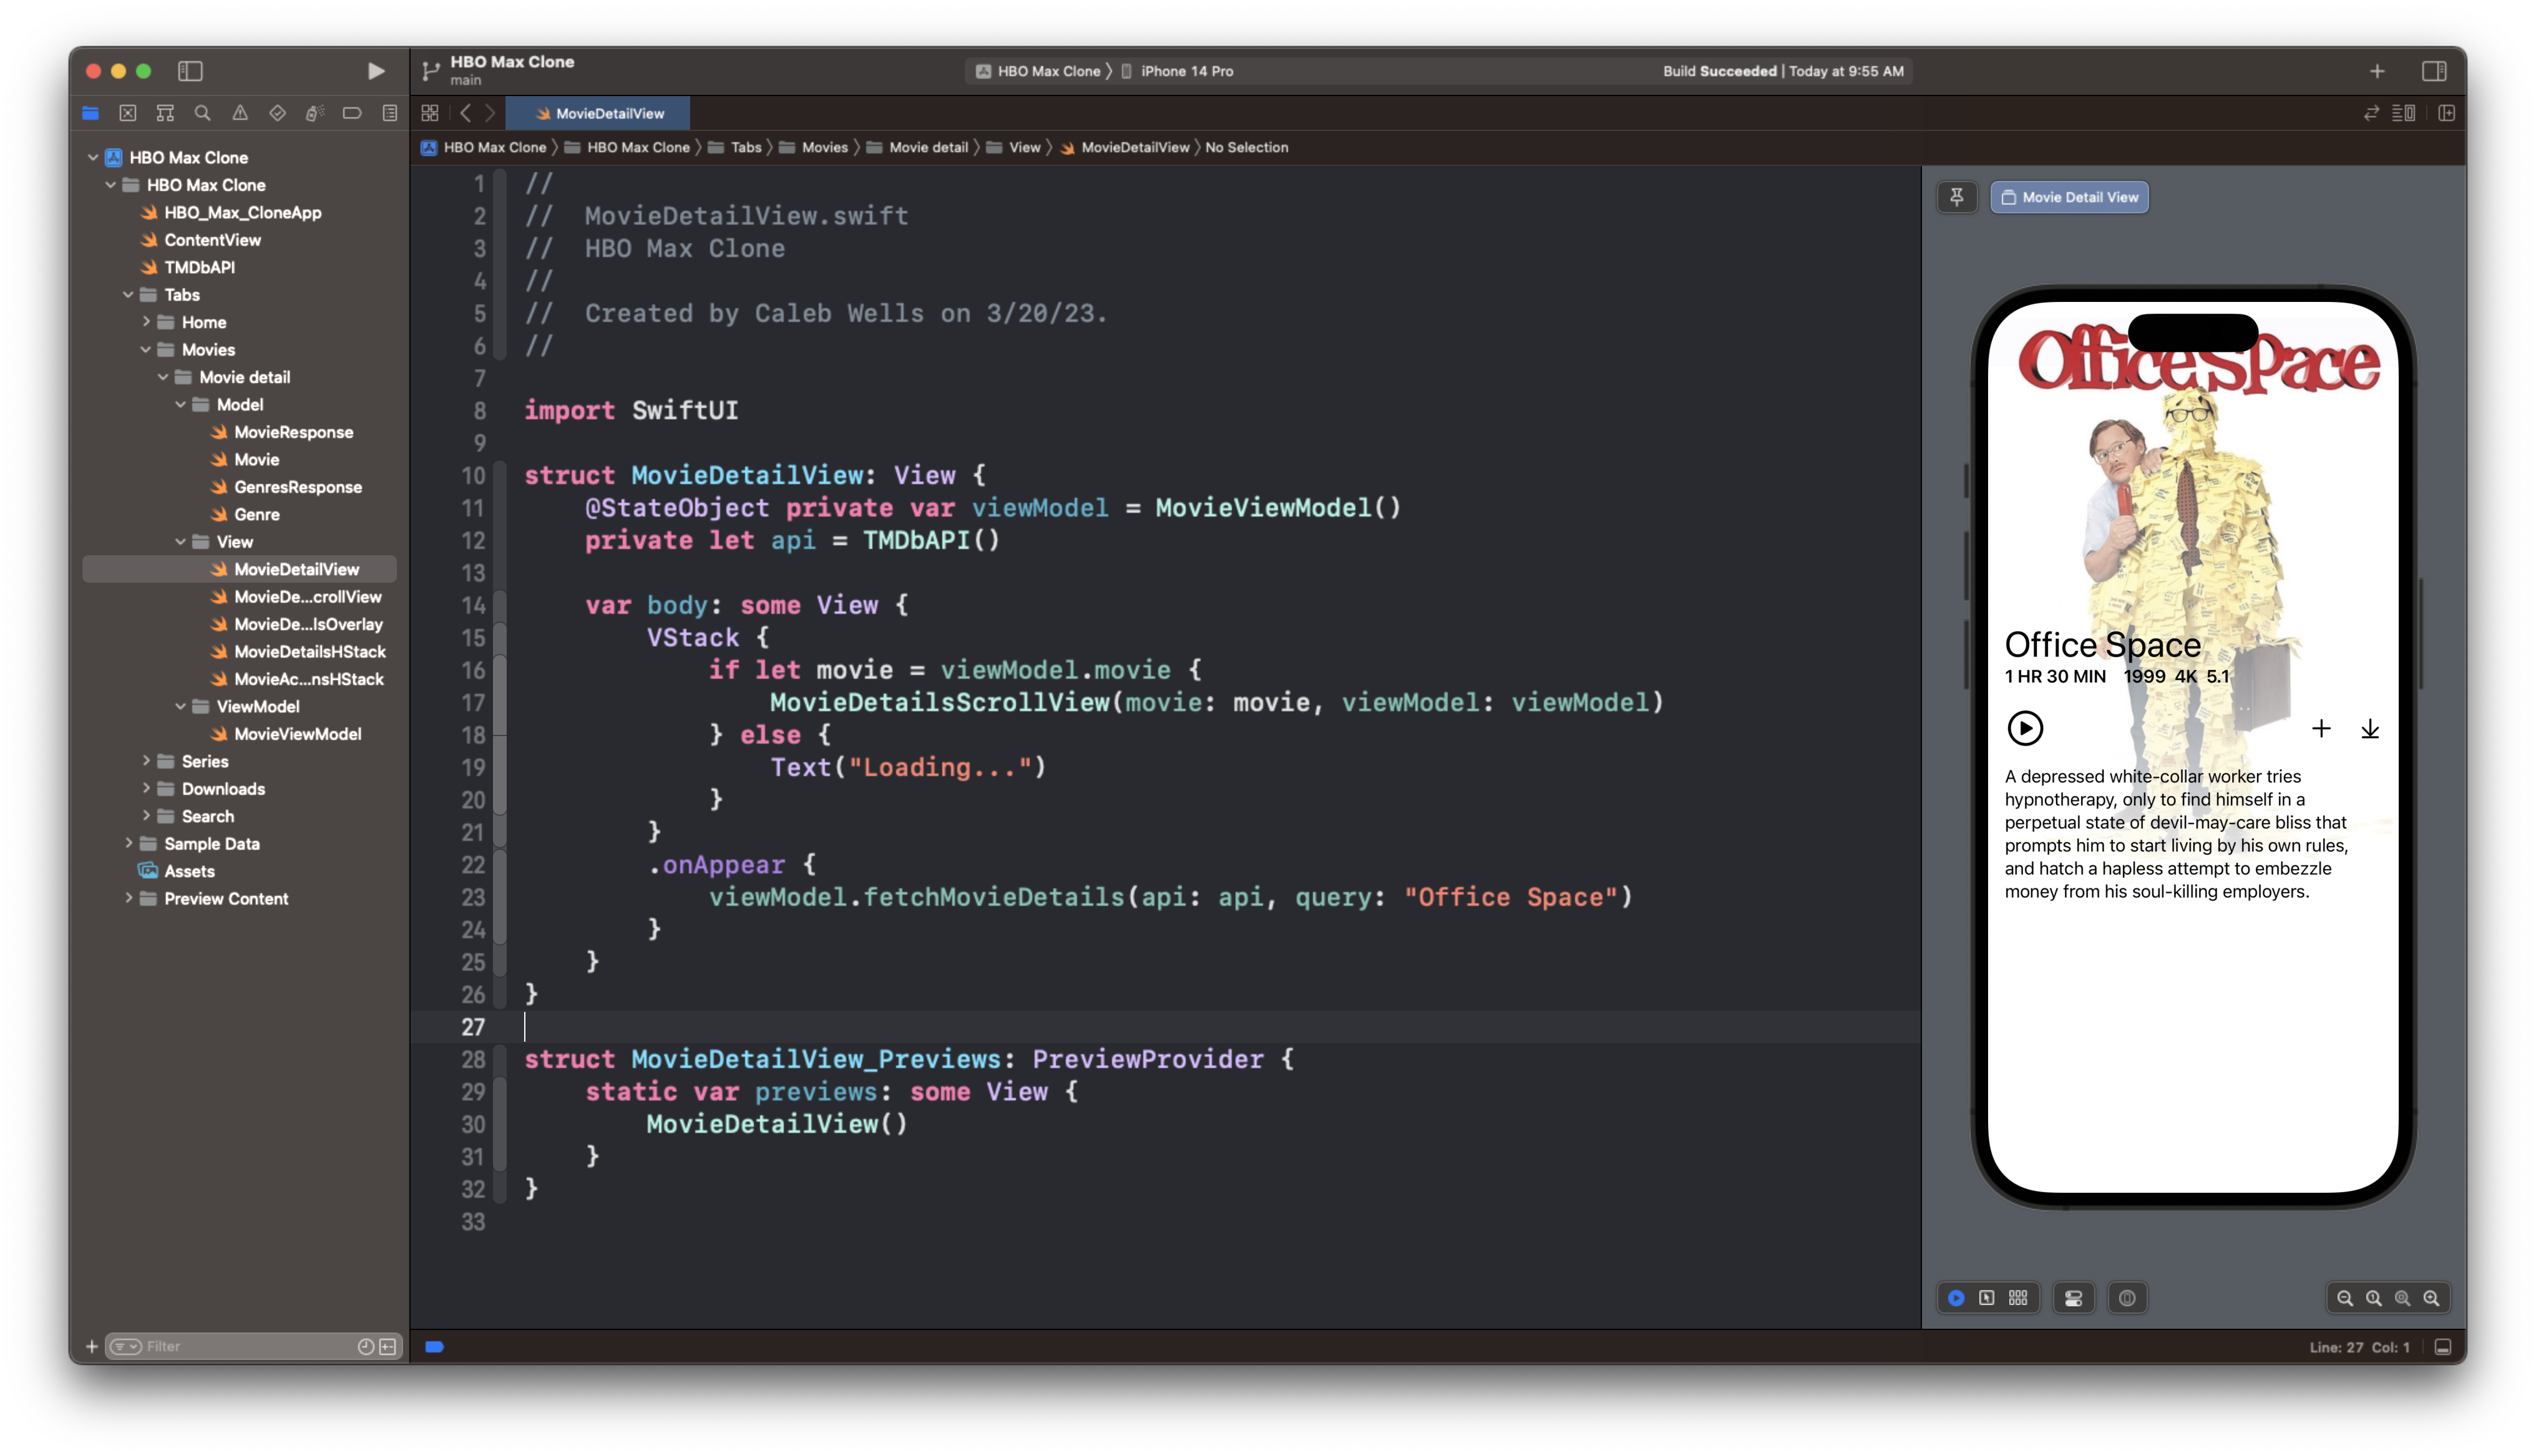 HBO Max Clone
main
HBO Max Clone 〉 iPhone 14 Pro
Build Succeeded | Today at 9:55 AM
MovieDetailView
HBO Max Clone 〉 HBO Max Clone 〉 Tabs 〉 Movies 〉 Movie detail 〉 View 〉 MovieDetailView 〉 No Selection
HBO Max Clone
HBO Max Clone
HBO_Max_CloneApp
ContentView
TMDbAPI
Tabs
Home
Movies
Movie detail
Model
MovieResponse
Movie
GenresResponse
Genre
View
MovieDetailView
MovieDe...crollView
MovieDe...lsOverlay
MovieDetailsHStack
MovieAc...nsHStack
ViewModel
MovieViewModel
Series
Downloads
Search
Sample Data
Assets
Preview Content
Filter
1 //
2 //  MovieDetailView.swift
3 //  HBO Max Clone
4 //
5 //  Created by Caleb Wells on 3/20/23.
6 //
7
8 import SwiftUI
9
10 struct MovieDetailView: View {
11     @StateObject private var viewModel = MovieViewModel()
12     private let api = TMDbAPI()
13
14     var body: some View {
15         VStack {
16             if let movie = viewModel.movie {
17                 MovieDetailsScrollView(movie: movie, viewModel: viewModel)
18             } else {
19                 Text("Loading...")
20             }
21         }
22         .onAppear {
23             viewModel.fetchMovieDetails(api: api, query: "Office Space")
24         }
25     }
26 }
27
28 struct MovieDetailView_Previews: PreviewProvider {
29     static var previews: some View {
30         MovieDetailView()
31     }
32 }
33
Movie Detail View
Office Space
Office Space
1 HR 30 MIN 1999 4K 5.1
A depressed white-collar worker tries
hypnotherapy, only to find himself in a
perpetual state of devil-may-care bliss that
prompts him to start living by his own rules,
and hatch a hapless attempt to embezzle
money from his soul-killing employers.
Line: 27 Col: 1